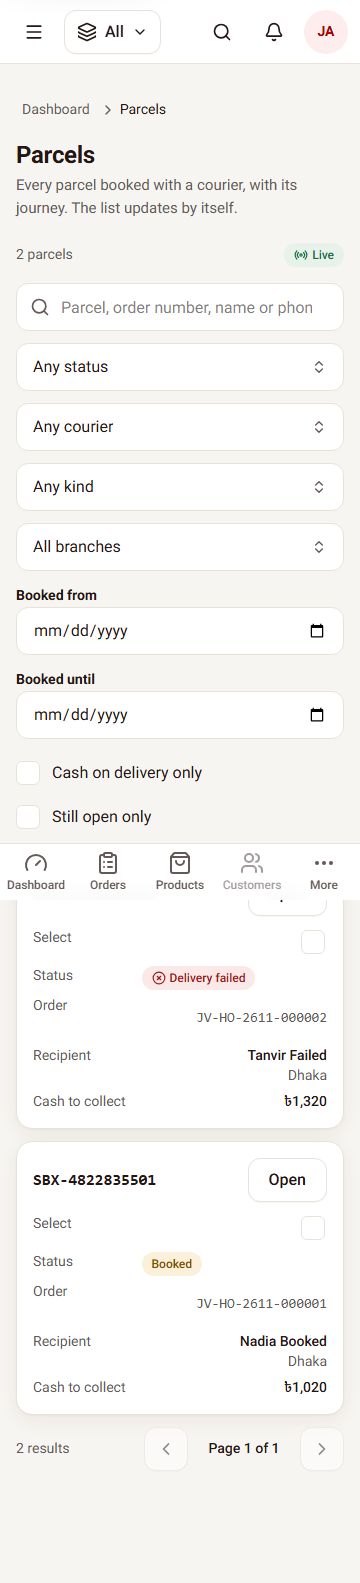 All
JA
Dashboard
Parcels
Parcels
Every parcel booked with a courier, with its
journey. The list updates by itself.
2 parcels
Live
Parcel, order number, name or phon
Any status
Any courier
Any kind
All branches
Booked from
mm/dd/yyyy
Booked until
mm/dd/yyyy
Cash on delivery only
Still open only
Dashboard
Orders
Products
Customers
More
Select
Status
Delivery failed
Order
JV-HO-2611-000002
Recipient
Tanvir Failed
Dhaka
Cash to collect
৳1,320
SBX-4822835501
Open
Select
Status
Booked
Order
JV-HO-2611-000001
Recipient
Nadia Booked
Dhaka
Cash to collect
৳1,020
2 results
Page 1 of 1